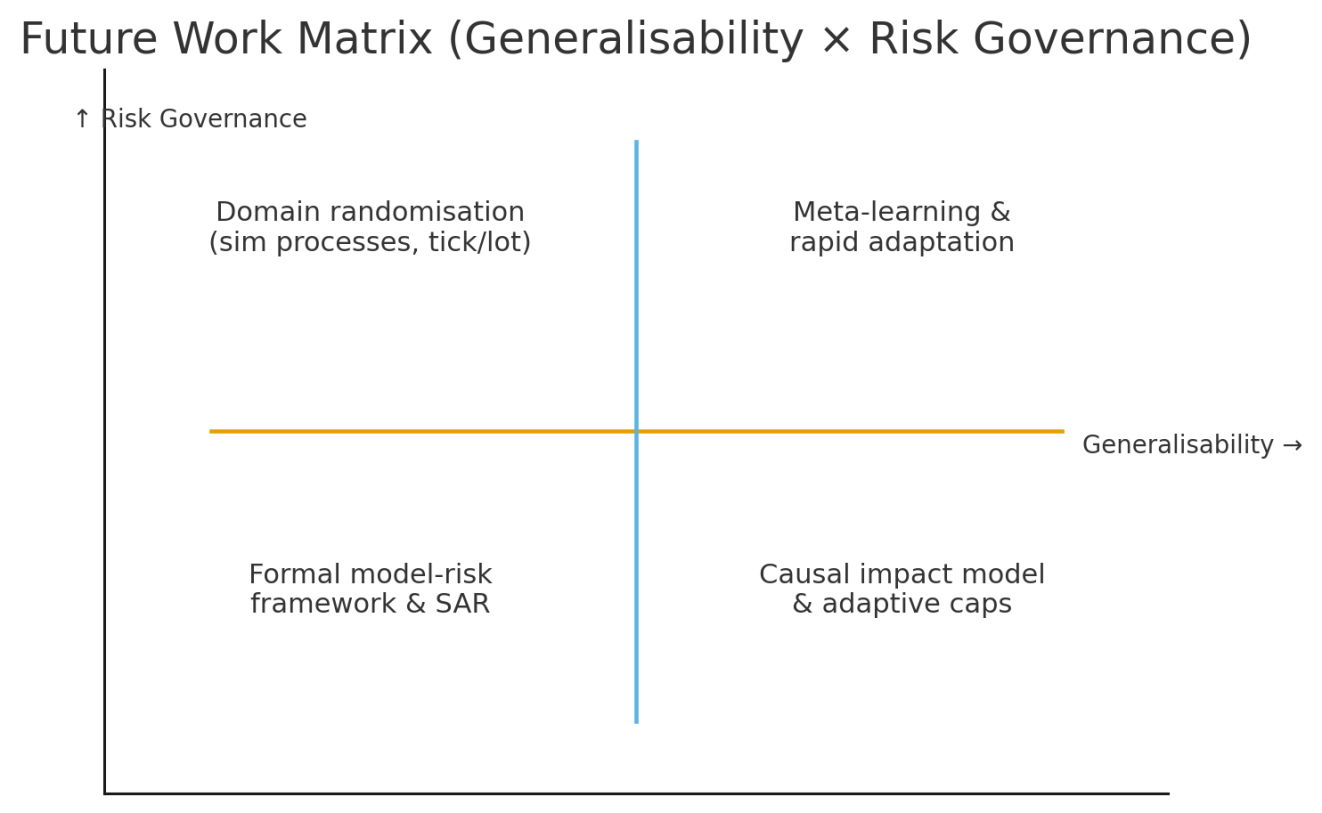 Future Work Matrix (Generalisability × Risk Governance)
↑ Risk Governance
Domain randomisation
(sim processes, tick/lot)
Meta-learning &
rapid adaptation
Generalisability →
Formal model-risk
framework & SAR
Causal impact model
& adaptive caps